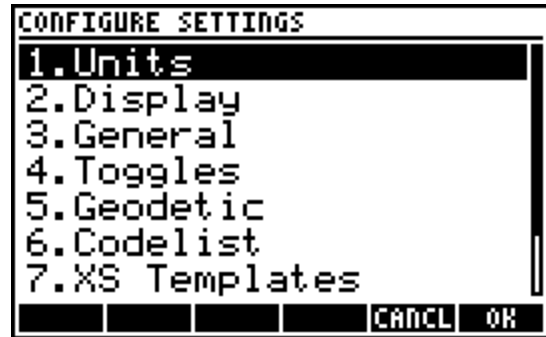 CONFIGURE SETTINGS
1.Units
2.Display
3.General
4.Toggles
5.Geodetic
6.Codelist
7.XS Templates
CANCL OK